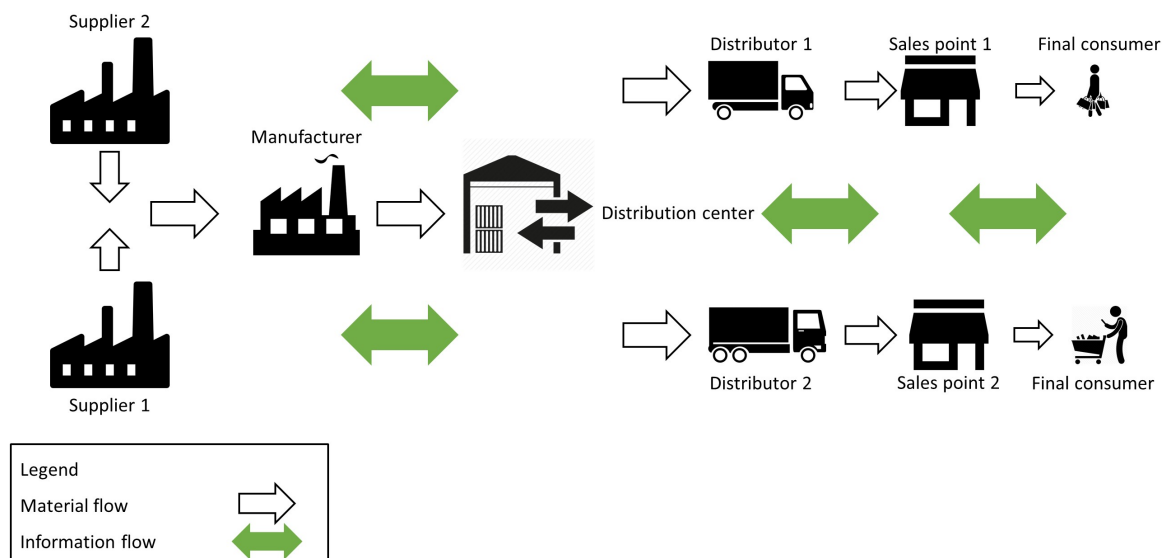 Supplier 2
Distributor 1
Sales point 1
Final consumer
Manufacturer
Distribution center
Supplier 1
Distributor 2
Sales point 2
Final consumer
Legend
Material flow
Information flow